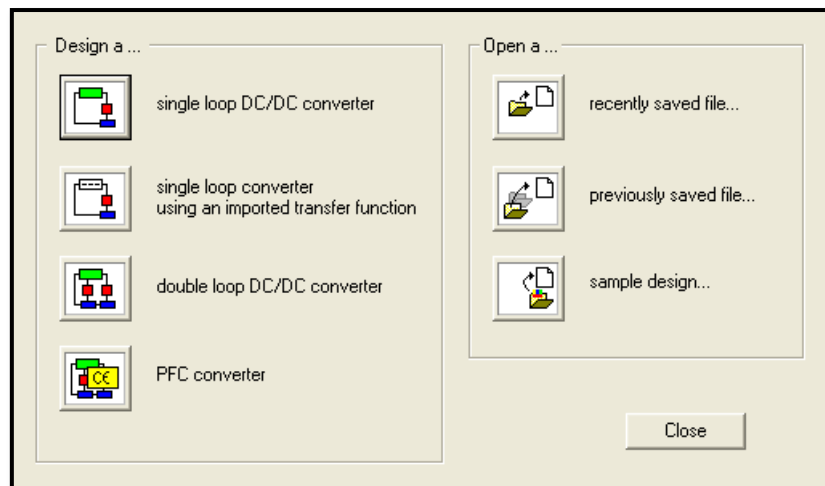 Design a ...
single loop DC/DC converter
single loop converter
using an imported transfer function
double loop DC/DC converter
C€
PFC converter
Open a ...
recently saved file...
previously saved file...
sample design...
Close